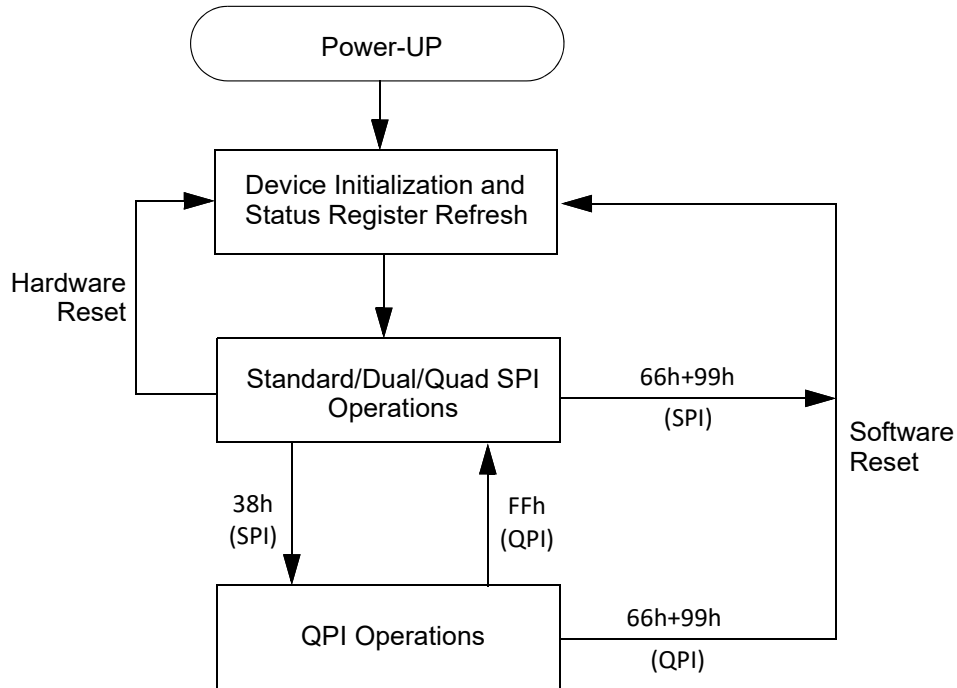 Power-UP
Device Initialization and
Status Register Refresh
Hardware
Reset
Standard/Dual/Quad SPI
Operations
66h+99h
(SPI)
Software
Reset
38h
(SPI)
FFh
(QPI)
QPI Operations
66h+99h
(QPI)